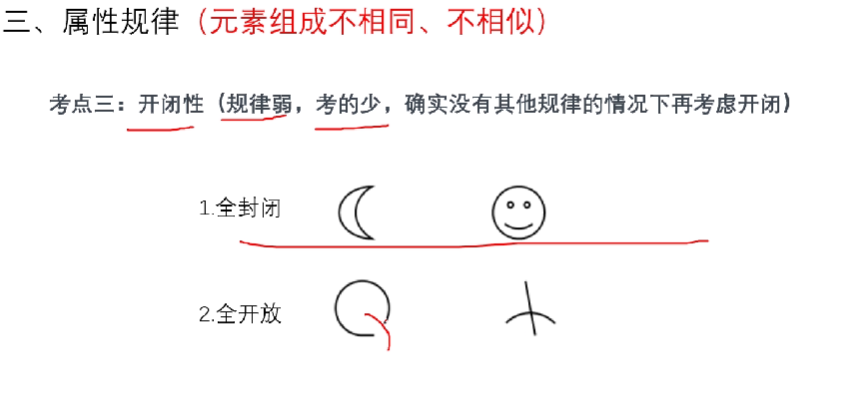 三、属性规律（元素组成不相同、不相似）
考点三：开闭性（规律弱，考的少，确实没有其他规律的情况下再考虑开闭）
1.全封闭
2.全开放